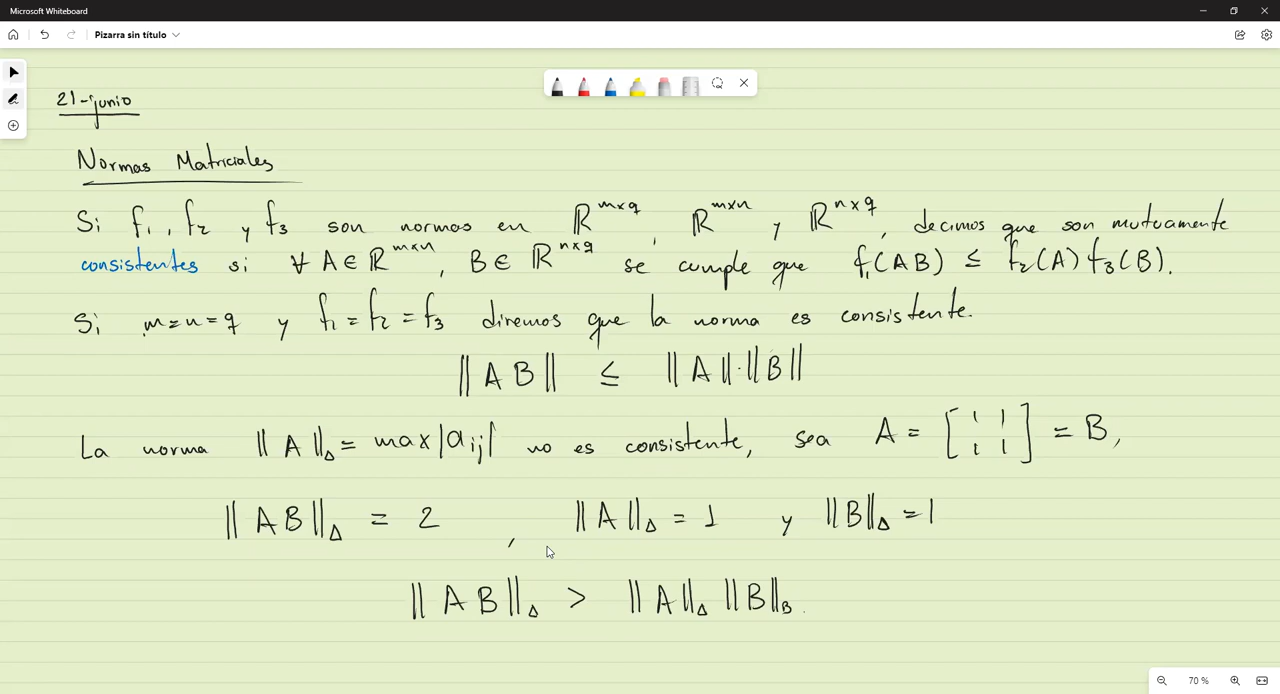 Microsoft Whiteboard
Pizarra sin título
21-junio
Normas Matriciales
Si f₁, f₂ y f₃ son normas en ℝ^{m×q}, ℝ^{m×n} y ℝ^{n×q}, decimos que son mutuamente
consistentes si ∀ A ∈ ℝ^{m×n}, B ∈ ℝ^{n×q} se cumple que f₁(AB) ≤ f₂(A) f₃(B).
Si m=n=q y f₁ = f₂ = f₃ diremos que la norma es consistente.
‖AB‖ ≤ ‖A‖·‖B‖
La norma ‖A‖_Δ = max|a_{ij}| no es consistente, sea A = [1 1; 1 1] = B,
‖AB‖_Δ = 2, ‖A‖_Δ = 1 y ‖B‖_Δ = 1
‖AB‖_Δ > ‖A‖_Δ ‖B‖_B.
70 %